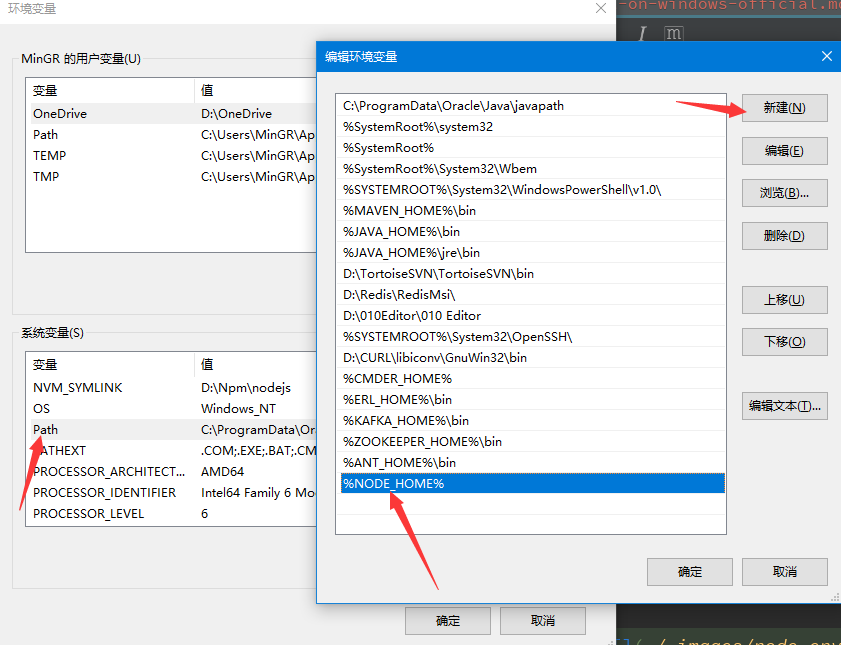 环境变量
-on-windows-official.m
I m
MinGR 的用户变量(U)
变量 值
OneDrive D:\OneDrive
Path C:\Users\MinGR\Ap
TEMP C:\Users\MinGR\Ap
TMP C:\Users\MinGR\Ap
系统变量(S)
变量 值
NVM_SYMLINK D:\Npm\nodejs
OS Windows_NT
Path C:\ProgramData\Or
PATHEXT .COM;.EXE;.BAT;.CM
PROCESSOR_ARCHITECT... AMD64
PROCESSOR_IDENTIFIER Intel64 Family 6 Mo
PROCESSOR_LEVEL 6
确定 取消
编辑环境变量
C:\ProgramData\Oracle\Java\javapath
%SystemRoot%\system32
%SystemRoot%
%SystemRoot%\System32\Wbem
%SYSTEMROOT%\System32\WindowsPowerShell\v1.0\
%MAVEN_HOME%\bin
%JAVA_HOME%\bin
%JAVA_HOME%\jre\bin
D:\TortoiseSVN\TortoiseSVN\bin
D:\Redis\RedisMsi\
D:\010Editor\010 Editor
%SYSTEMROOT%\System32\OpenSSH\
D:\CURL\libiconv\GnuWin32\bin
%CMDER_HOME%
%ERL_HOME%\bin
%KAFKA_HOME%\bin
%ZOOKEEPER_HOME%\bin
%ANT_HOME%\bin
%NODE_HOME%
新建(N)
编辑(E)
浏览(B)...
删除(D)
上移(U)
下移(O)
编辑文本(T)...
确定 取消